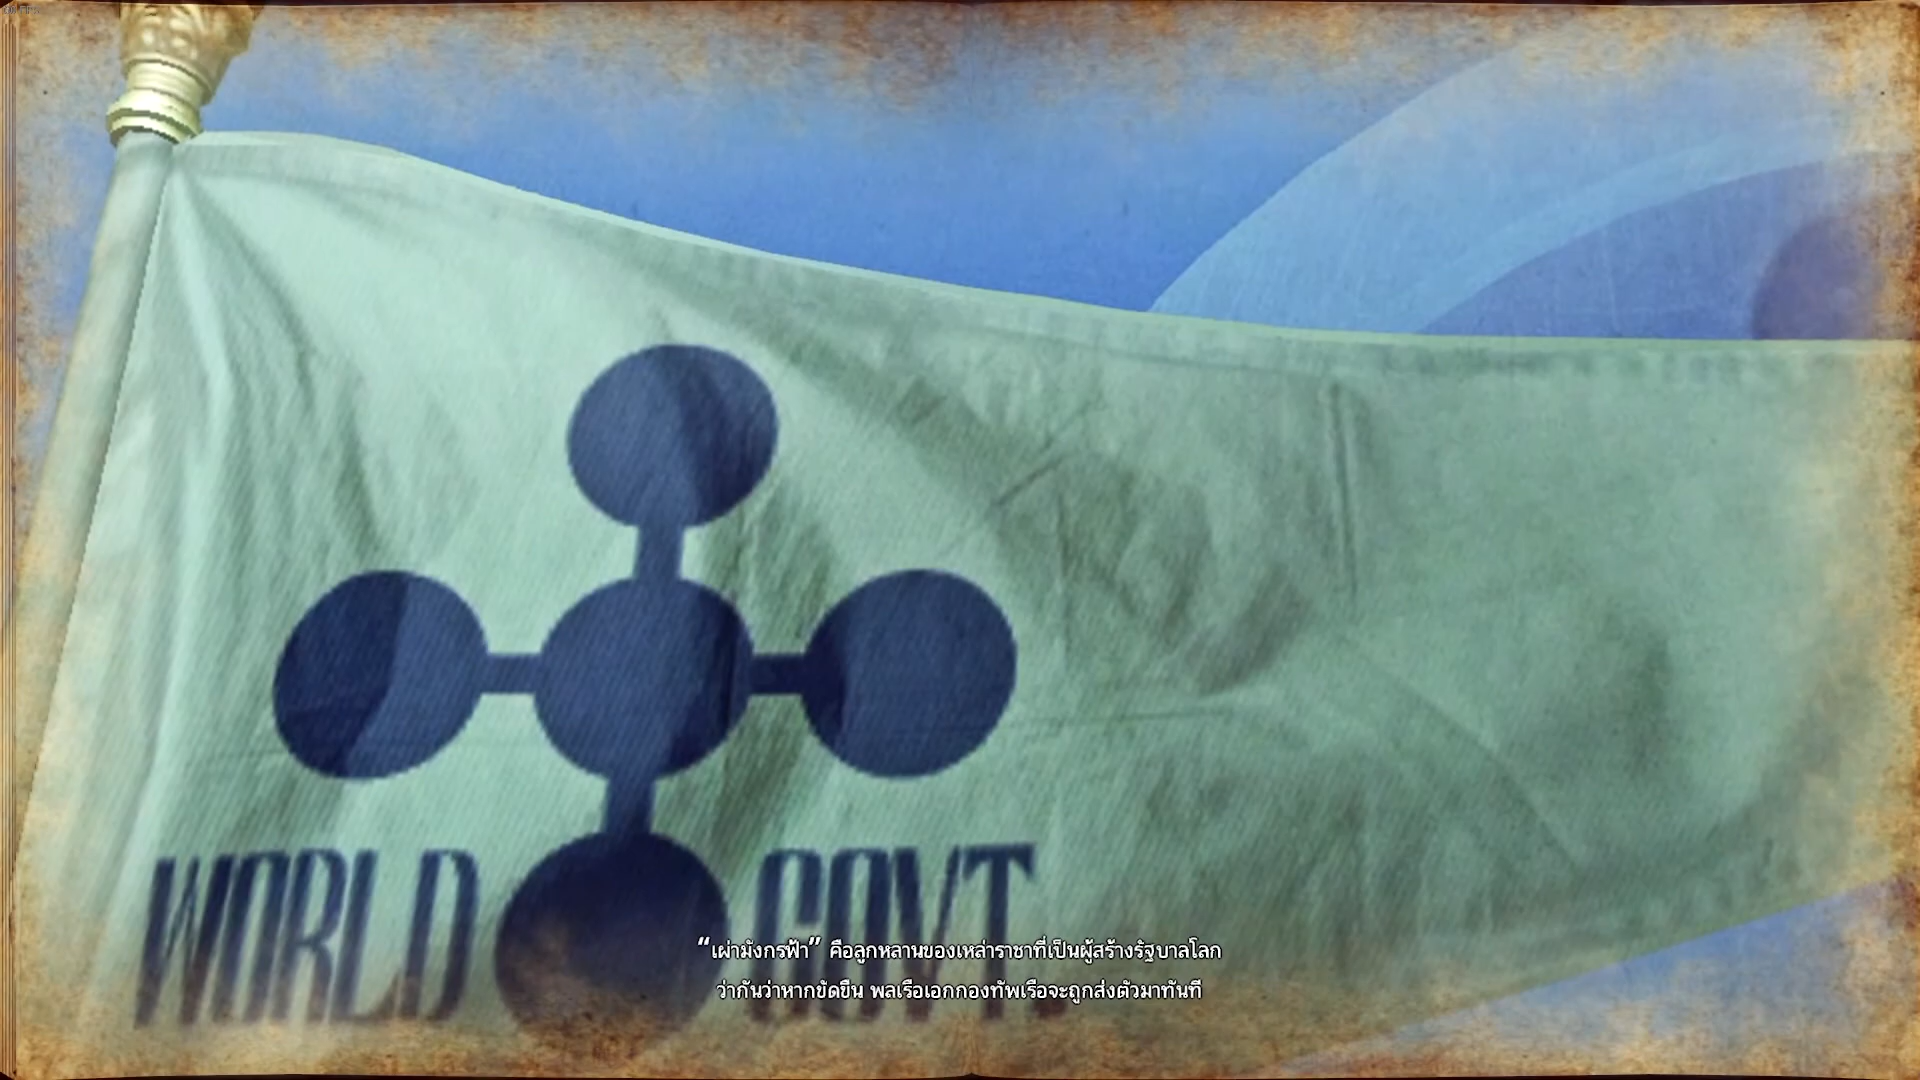 WORLD GOVT.
“เผ่ามังกรฟ้า” คือลูกหลานของเหล่าราชาที่เป็นผู้สร้างรัฐบาลโลก
ว่ากันว่าหากขัดขืน พลเรือเอกกองทัพเรือจะถูกส่งตัวมาทันที